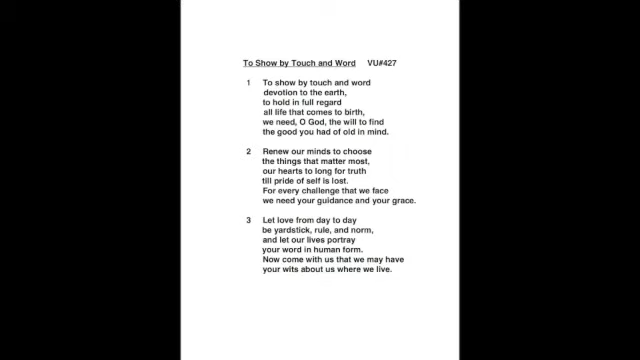 To Show by Touch and Word VU#427
1 To show by touch and word
devotion to the earth,
to hold in full regard
all life that comes to birth,
we need, O God, the will to find
the good you had of old in mind.
2 Renew our minds to choose
the things that matter most,
our hearts to long for truth
till pride of self is lost.
For every challenge that we face
we need your guidance and your grace.
3 Let love from day to day
be yardstick, rule, and norm,
and let our lives portray
your word in human form.
Now come with us that we may have
your wits about us where we live.